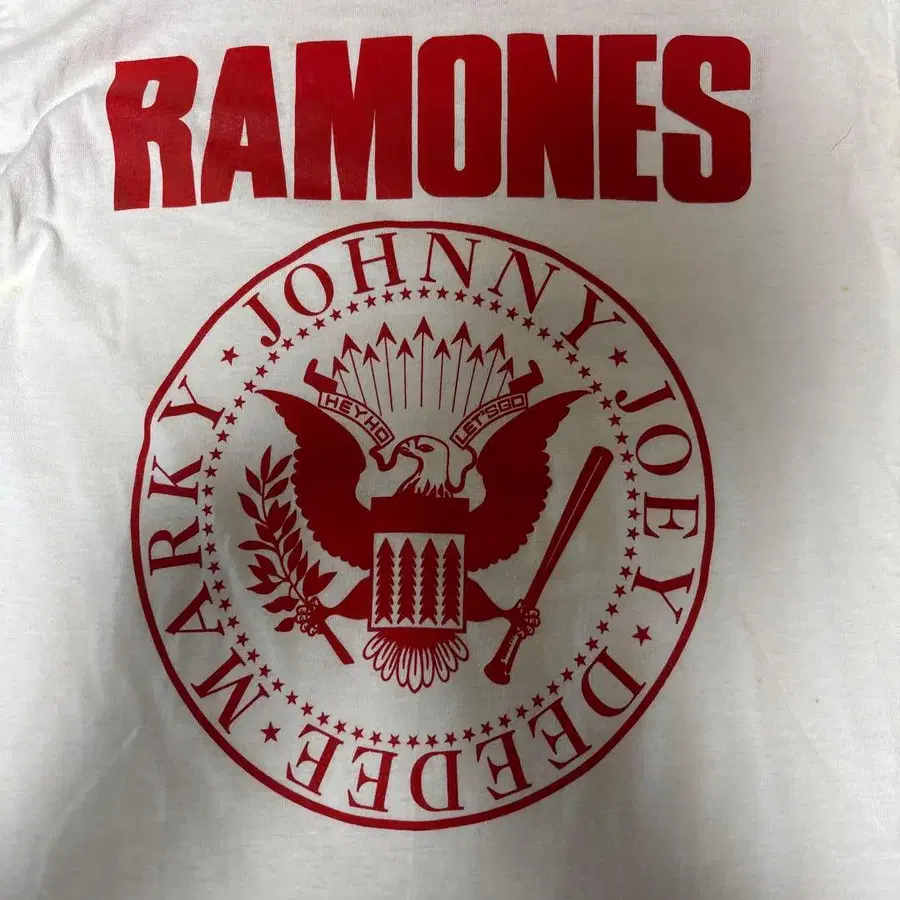 RAMONES
JOHNNY · JOEY · DEEDEE · MARKY
HEY HO
LET'S GO